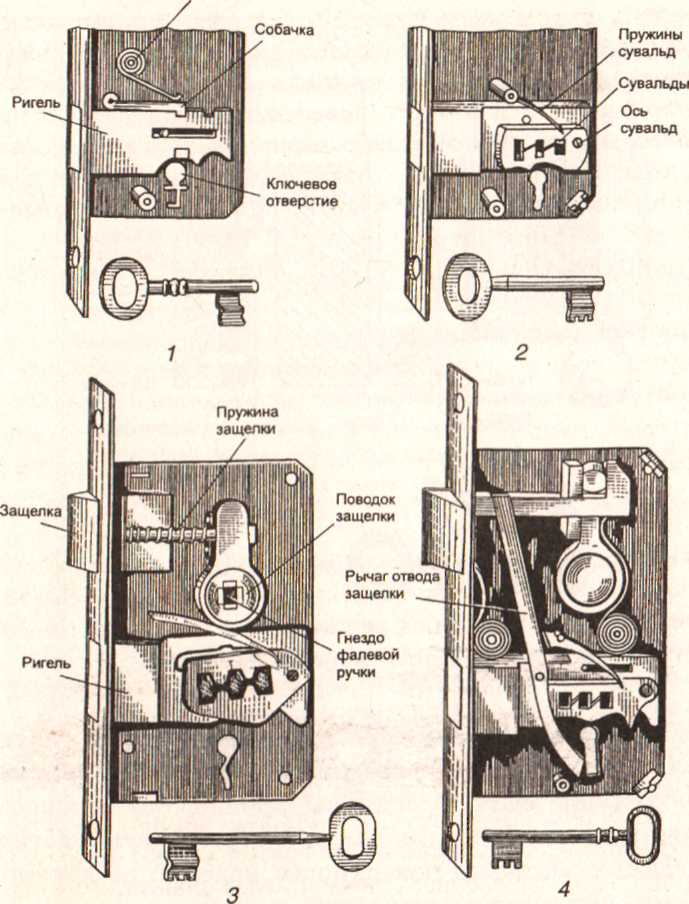 Собачка
Ригель
Ключевое
отверстие
1
Пружины
сувальд
Сувальды
Ось
сувальд
2
Пружина
защелки
Защелка
Поводок
защелки
Гнездо
фалевой
ручки
Ригель
3
Рычаг отвода
защелки
4